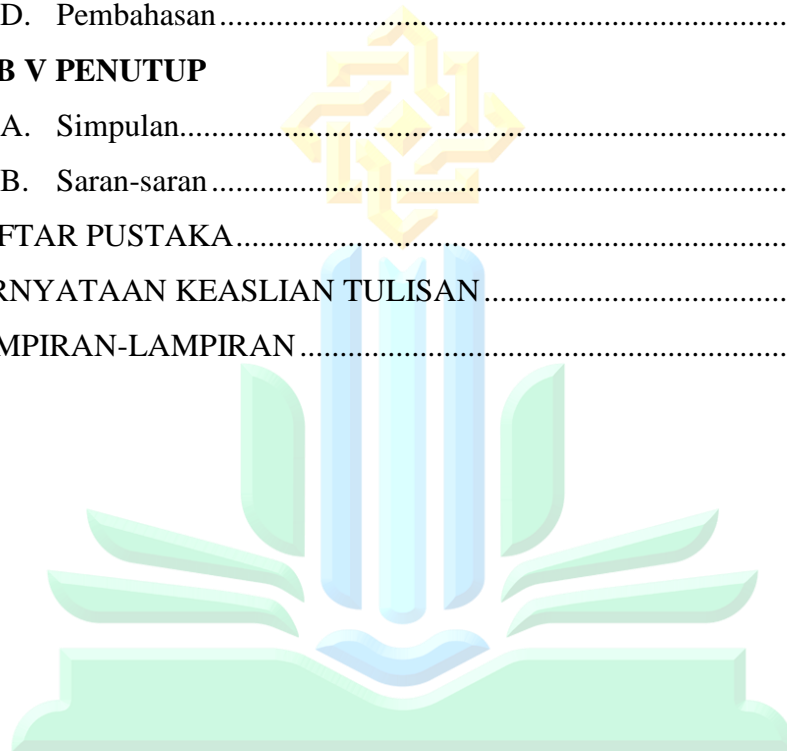 D. Pembahasan........................................................................
B V PENUTUP
A. Simpulan............................................................................
B. Saran-saran........................................................................
FTAR PUSTAKA.....................................................................
RNYATAAN KEASLIAN TULISAN......................................
MPIRAN-LAMPIRAN.............................................................